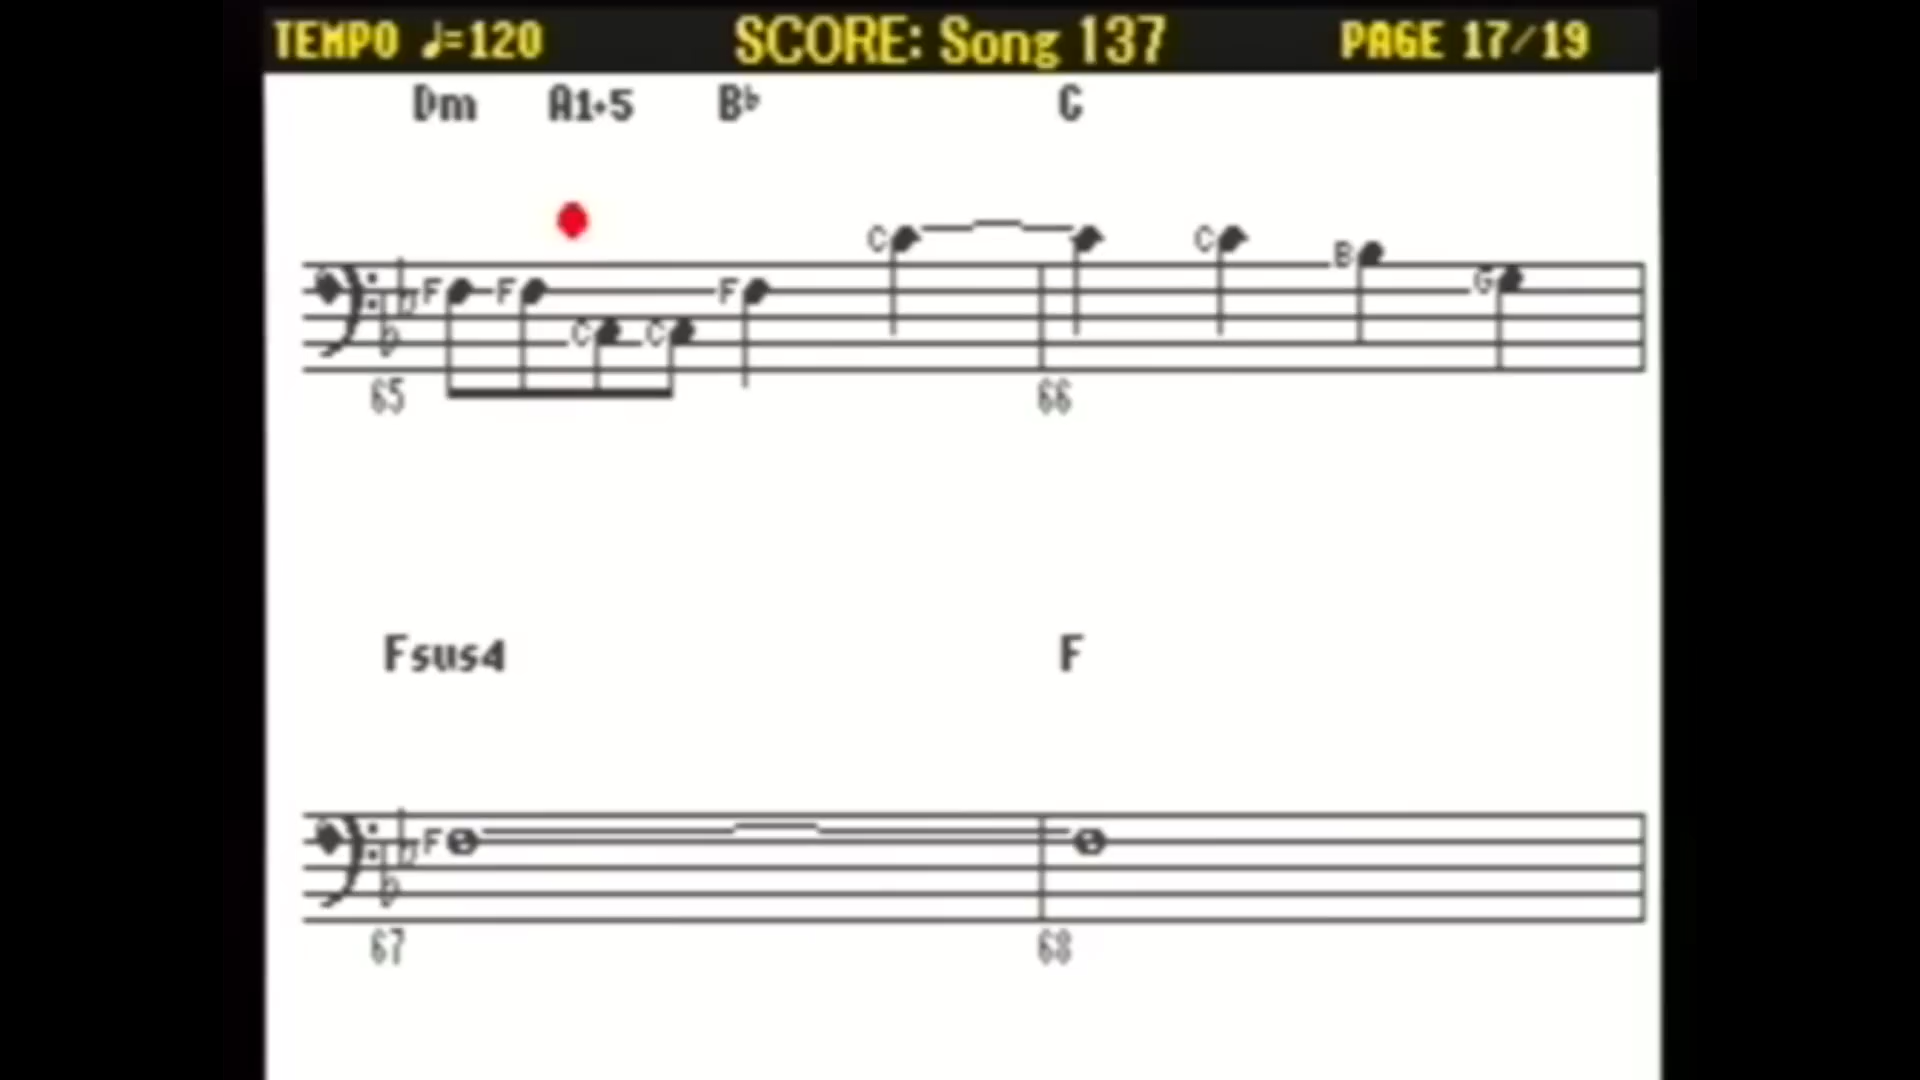 TEMPO ♩=120 SCORE: Song 137 PAGE 17/19
Dm A1+5 B♭ C
C C B
F F C C F G
65 66
Fsus4 F
F
67 68